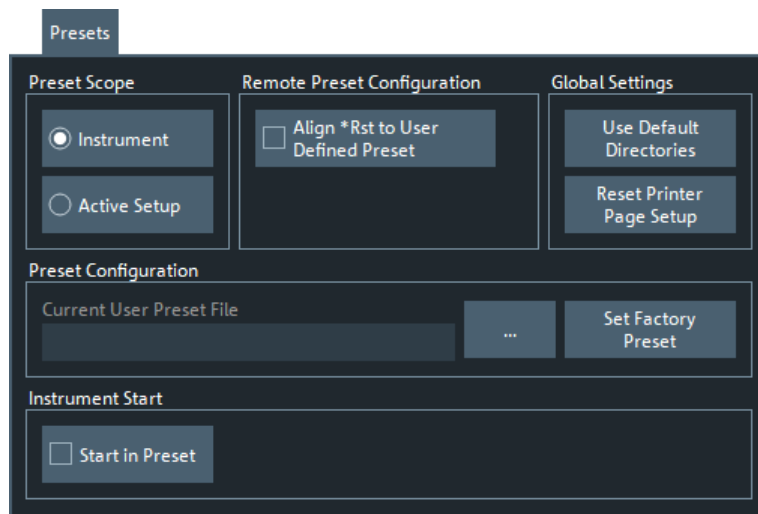 Presets
Preset Scope
Remote Preset Configuration
Global Settings
Instrument
Align *Rst to User
Defined Preset
Use Default
Directories
Active Setup
Reset Printer
Page Setup
Preset Configuration
Current User Preset File
...
Set Factory
Preset
Instrument Start
Start in Preset